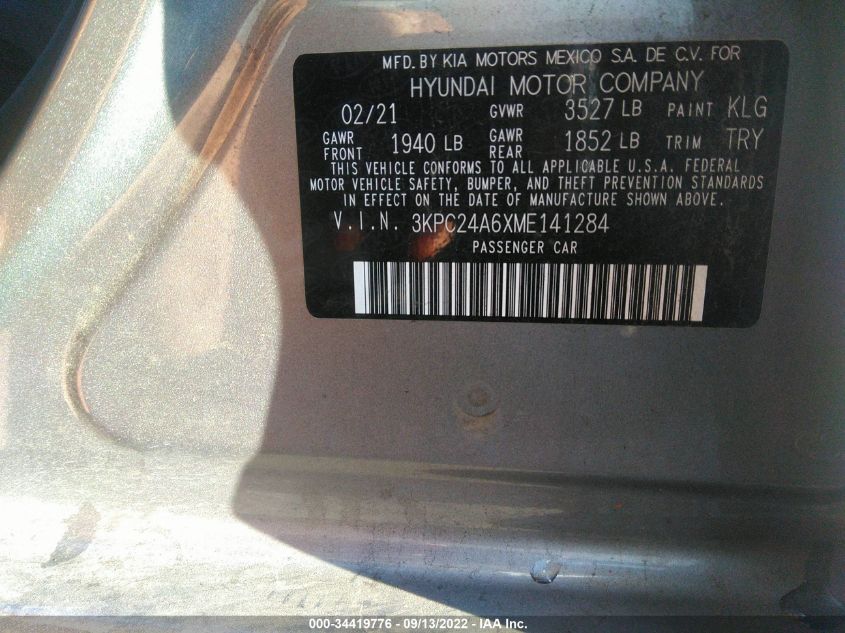 MFD. BY KIA MOTORS MEXICO S.A. DE C.V. FOR
HYUNDAI MOTOR COMPANY
02/21 GVWR 3527 LB PAINT KLG
GAWR FRONT 1940 LB GAWR REAR 1852 LB TRIM TRY
THIS VEHICLE CONFORMS TO ALL APPLICABLE U.S.A. FEDERAL
MOTOR VEHICLE SAFETY, BUMPER, AND THEFT PREVENTION STANDARDS
IN EFFECT ON THE DATE OF MANUFACTURE SHOWN ABOVE.
V.I.N. 3KPC24A6XME141284
PASSENGER CAR
000-34419776 - 09/13/2022 - IAA Inc.